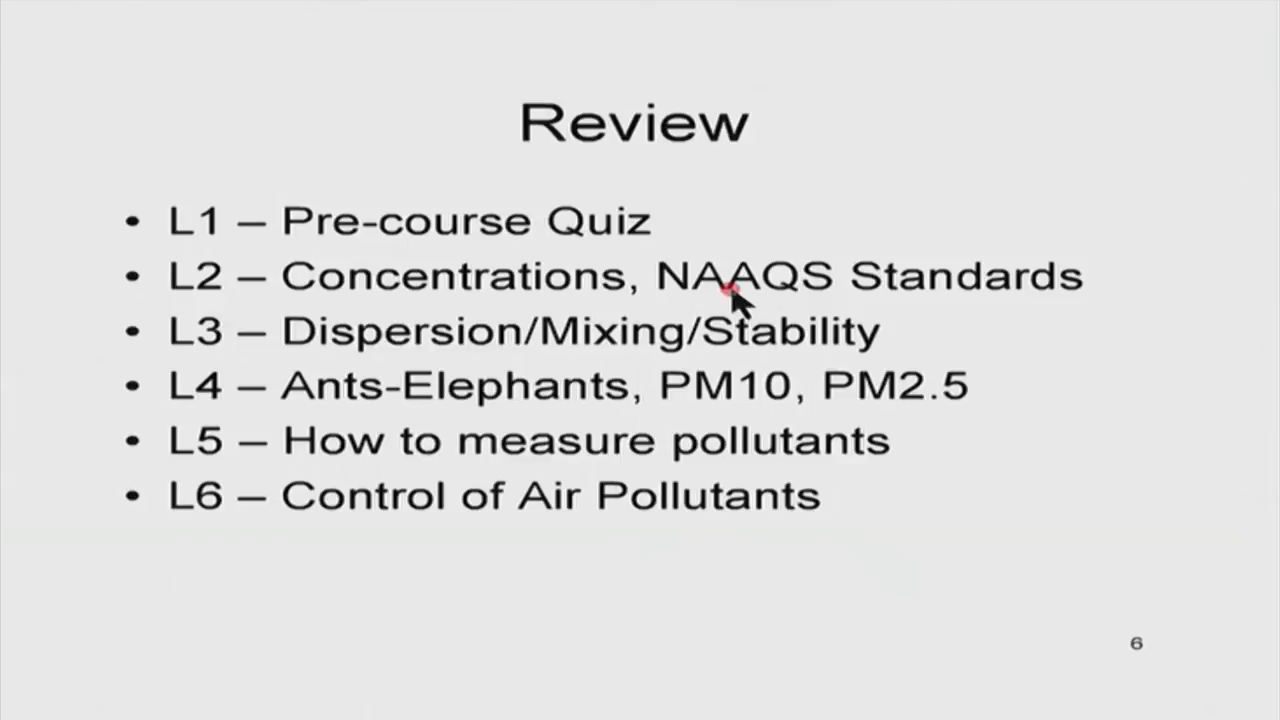 Review
• L1 – Pre-course Quiz
• L2 – Concentrations, NAAQS Standards
• L3 – Dispersion/Mixing/Stability
• L4 – Ants-Elephants, PM10, PM2.5
• L5 – How to measure pollutants
• L6 – Control of Air Pollutants
6